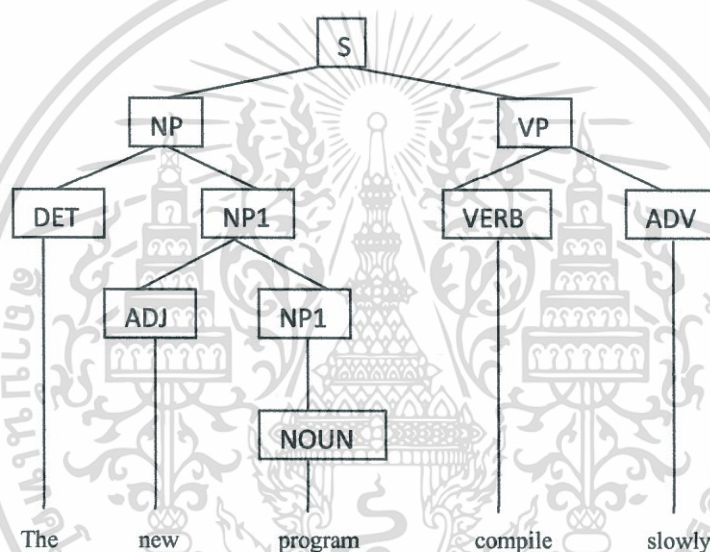 S
NP VP
DET NP1 VERB ADV
ADJ NP1
NOUN
The new program compile slowly